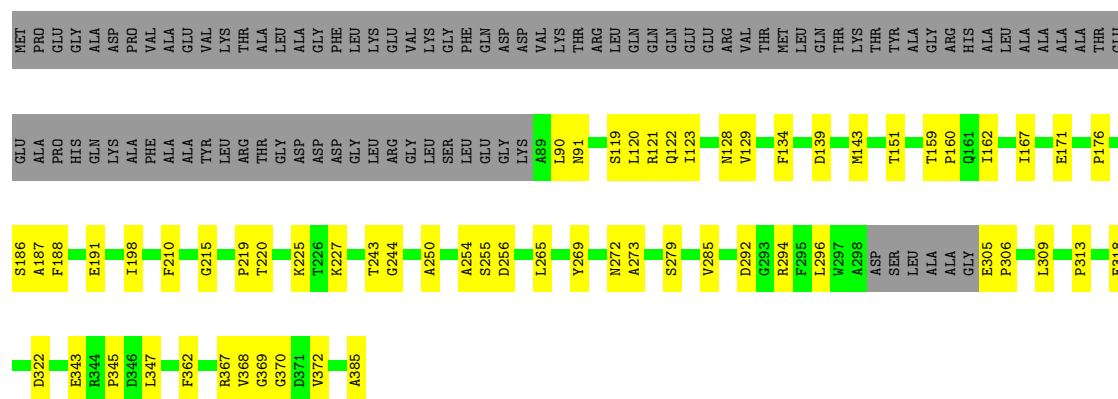 MET PRO GLU GLY ALA ASP PRO VAL ALA GLU VAL LYS THR ALA LEU ALA GLY PHE LEU LYS GLU VAL LYS GLY PHE GLN ASP ASP VAL LYS THR ARG LEU GLN GLN GLN GLU GLU ARG VAL THR MET LEU GLN THR LYS THR TYR ALA GLY ARG HIS ALA LEU ALA ALA ALA ALA THR GLU
GLU ALA PRO HIS GLN LYS ALA PHE ALA ALA TYR LEU ARG THR GLY ASP ASP ASP GLY LEU ARG GLY LEU SER LEU GLU GLY LYS A89 L90 N91 S119 L120 R121 Q122 I123 N128 V129 F134 D139 M143 T151 T159 P160 Q161 I162 I167 E171 P176
S186 A187 F188 E191 I198 F210 G215 P219 T220 K225 T226 K227 T243 G244 A250 A254 S255 D256 L265 Y269 N272 A273 S279 V285 D292 G293 R294 F295 L296 W297 A298 ASP SER LEU ALA ALA GLY E305 P306 L309 P313
D322 E343 R344 P345 D346 L347 F362 R367 V368 G369 G370 D371 V372 A385